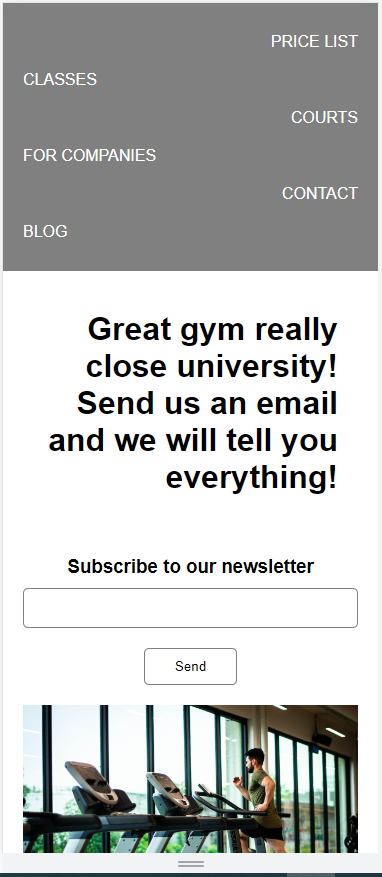 PRICE LIST
CLASSES
COURTS
FOR COMPANIES
CONTACT
BLOG
Great gym really
close university!
Send us an email
and we will tell you
everything!
Subscribe to our newsletter
Send